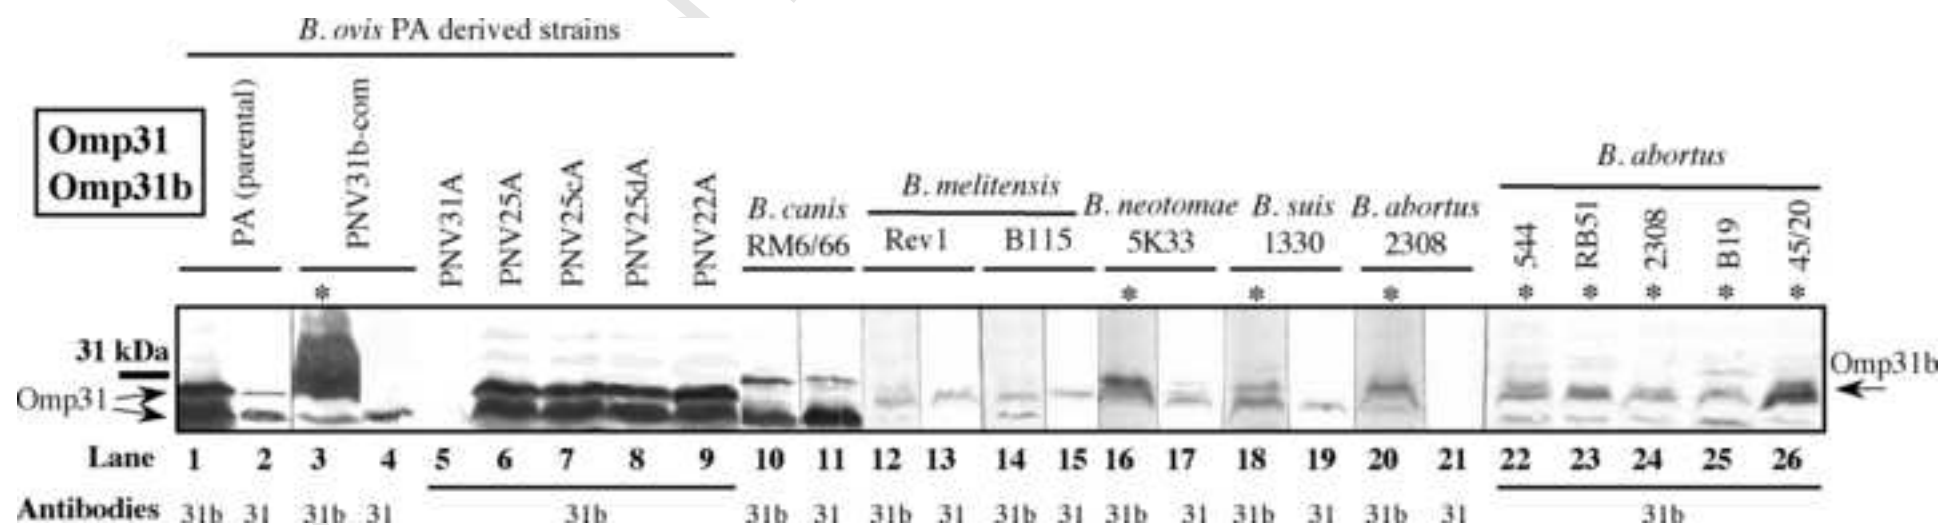 B. ovis PA derived strains
Omp31
Omp31b
PA (parental)
PNV31b-com
PNV31A
PNV25A
PNV25cA
PNV25dA
PNV22A
B. canis
RM6/66
B. melitensis
Rev1 B115
B. neotomae
5K33
B. suis
1330
B. abortus
2308
B. abortus
544
RB51
2308
B19
45/20
* * * * * * * * *
31 kDa
Omp31
Omp31b
Lane 1 2 3 4 5 6 7 8 9 10 11 12 13 14 15 16 17 18 19 20 21 22 23 24 25 26
Antibodies 31b 31 31b 31 31b 31b 31 31b 31 31b 31 31b 31 31b 31 31b 31 31b